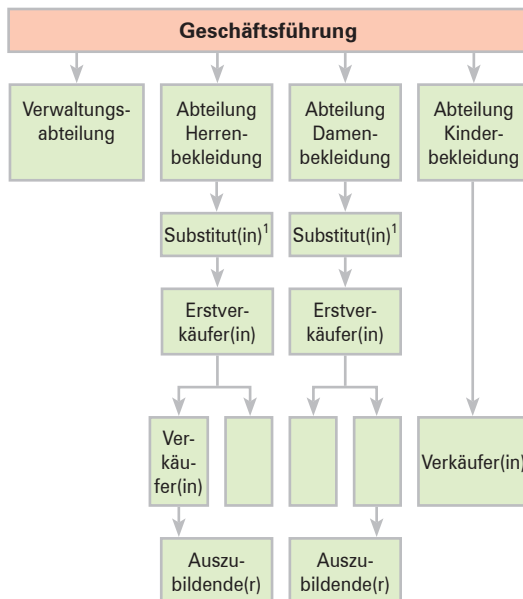 Geschäftsführung
Verwaltungs-
abteilung
Abteilung
Herren-
bekleidung
Abteilung
Damen-
bekleidung
Abteilung
Kinder-
bekleidung
Substitut(in)¹
Substitut(in)¹
Erstver-
käufer(in)
Erstver-
käufer(in)
Ver-
käu-
fer(in)
Verkäufer(in)
Auszu-
bildende(r)
Auszu-
bildende(r)